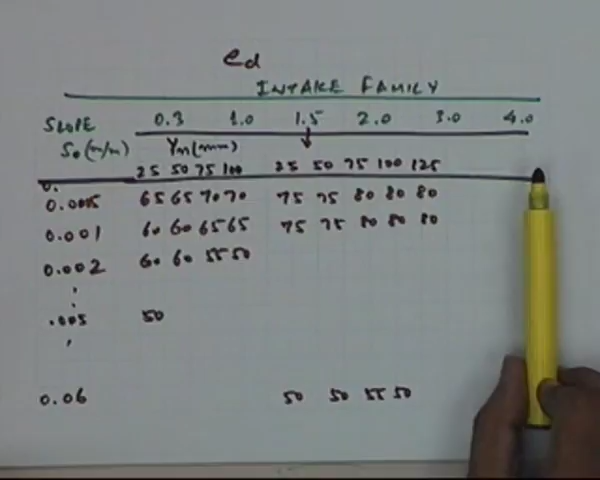 ed
INTAKE FAMILY
SLOPE 0.3 1.0 1.5 2.0 3.0 4.0
So (m/m) Yn (mm)
25 50 75 100 25 50 75 100 125
0.
0.0005 65 65 70 70 75 75 80 80 80
0.001 60 60 65 65 75 75 80 80 80
0.002 60 60 55 50
.005 50
0.06 50 50 55 50